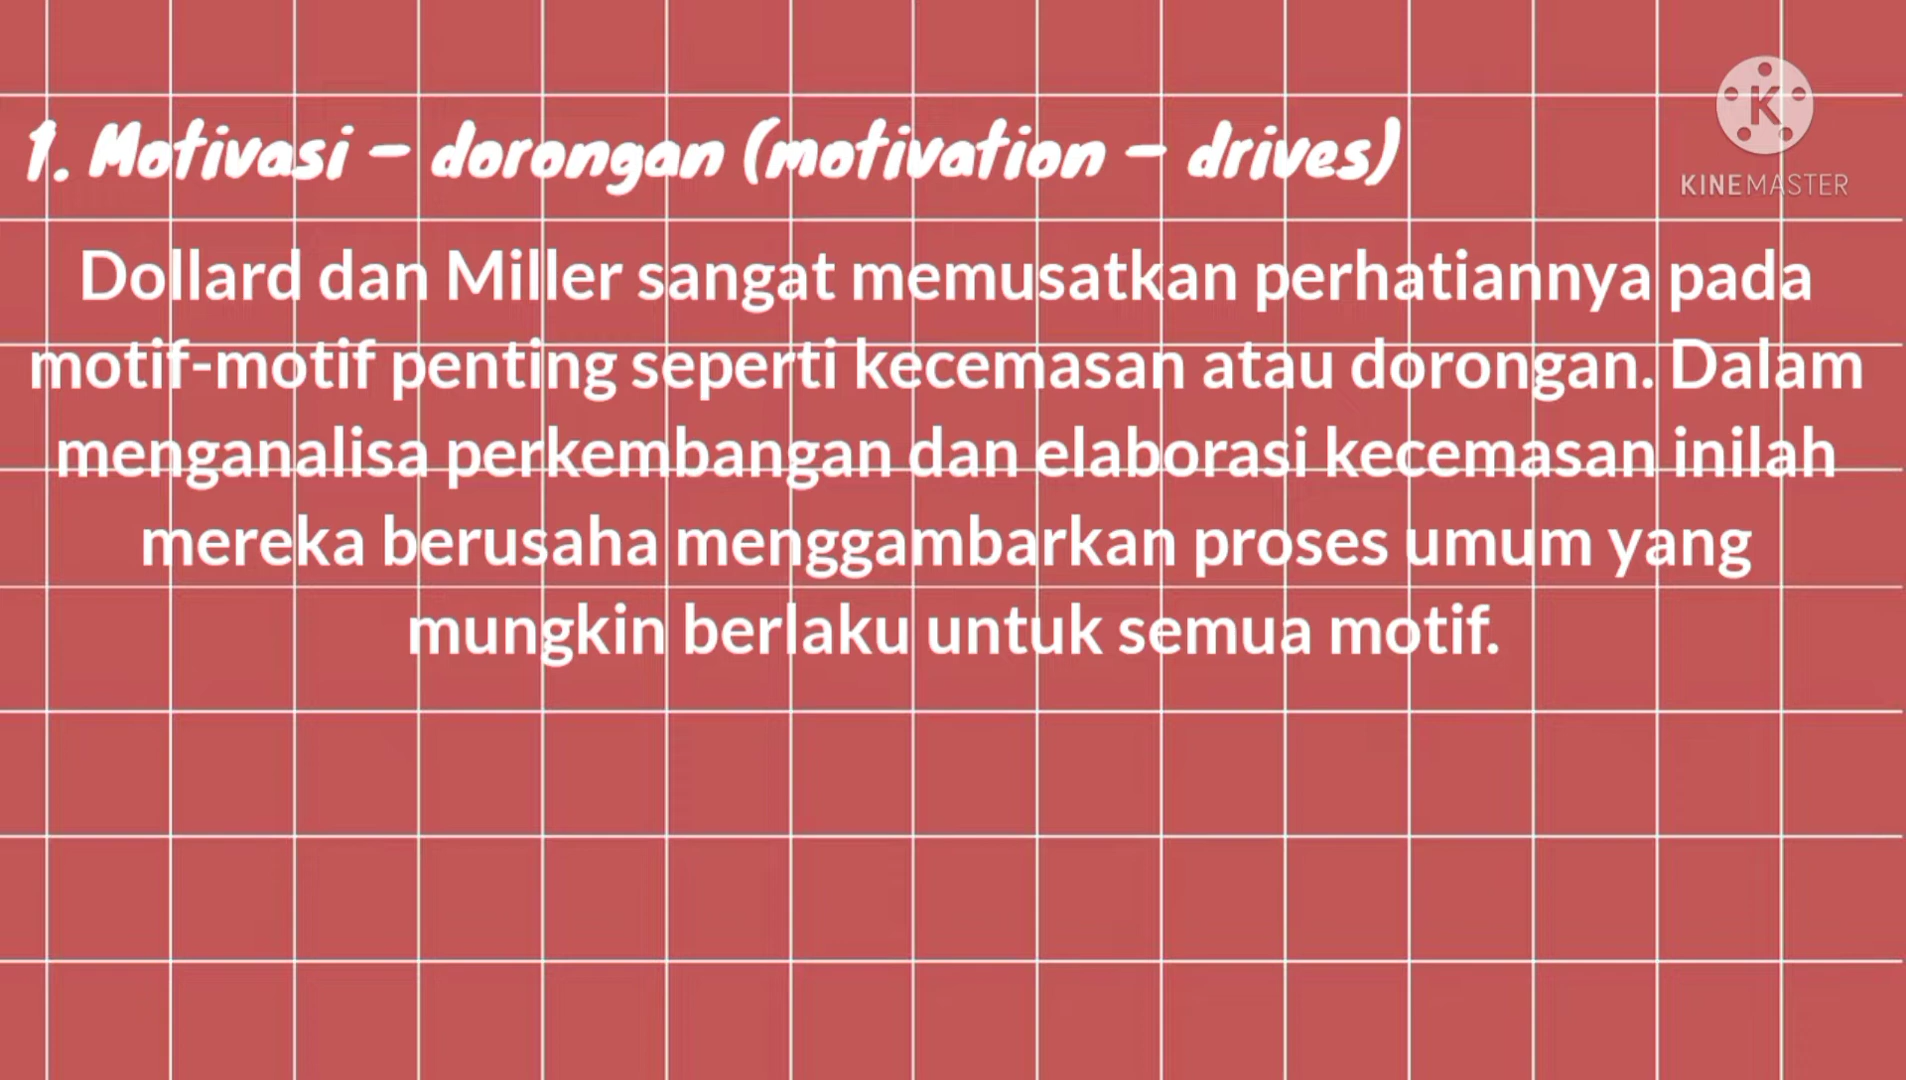 1. Motivasi – dorongan (motivation – drives)
KINEMASTER
Dollard dan Miller sangat memusatkan perhatiannya pada
motif-motif penting seperti kecemasan atau dorongan. Dalam
menganalisa perkembangan dan elaborasi kecemasan inilah
mereka berusaha menggambarkan proses umum yang
mungkin berlaku untuk semua motif.